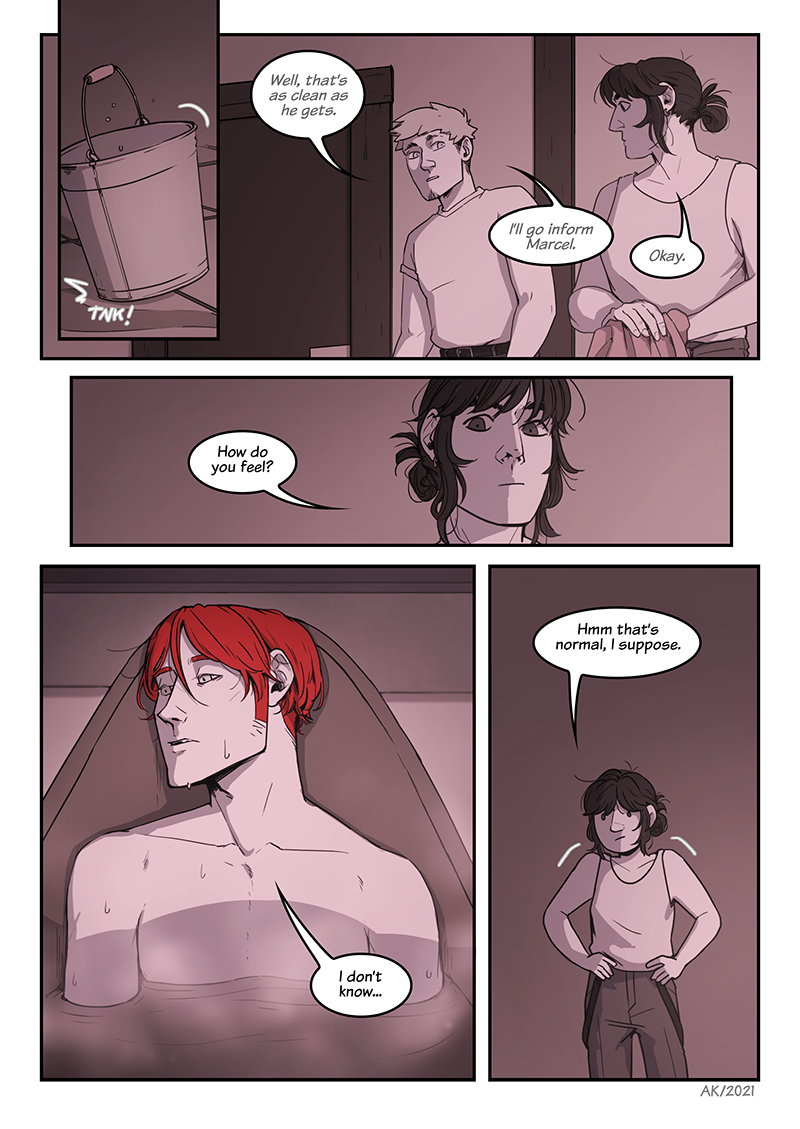 TNK!
Well, that's
as clean as
he gets.
I'll go inform
Marcel.
Okay.
How do
you feel?
I don't
know...
Hmm that's
normal, I suppose.
AK/2021